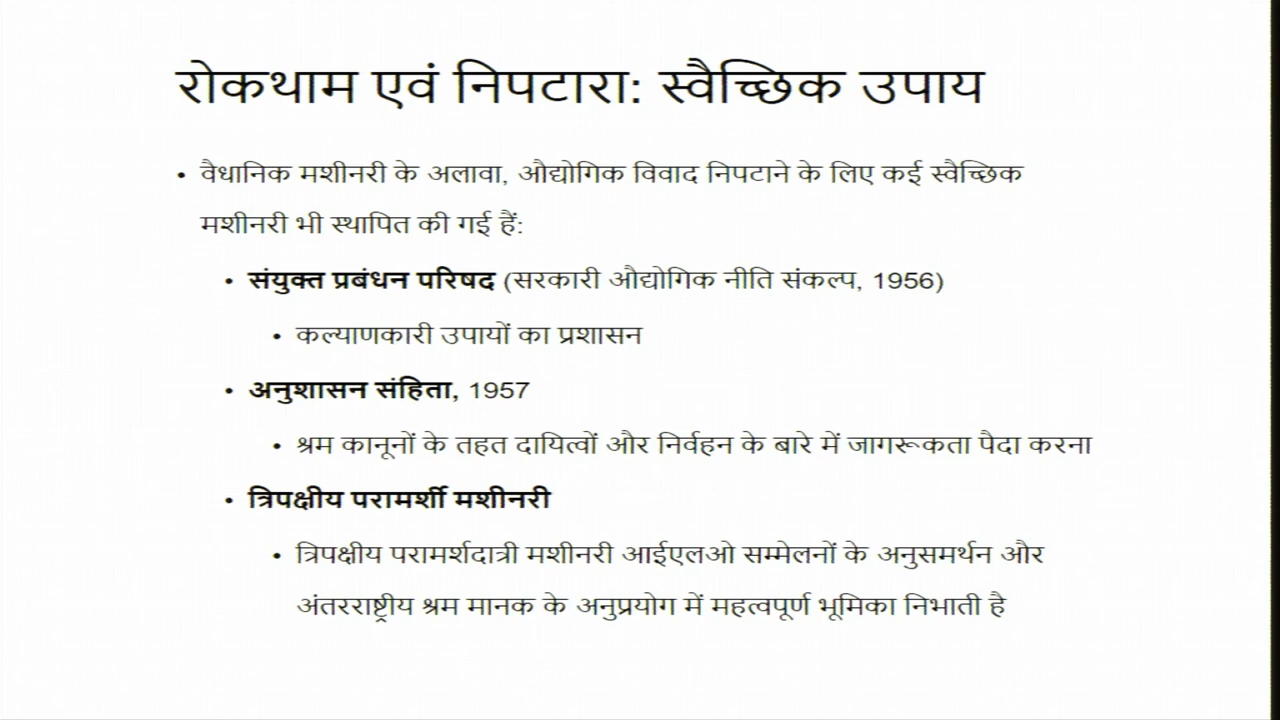 रोकथाम एवं निपटारा: स्वैच्छिक उपाय
• वैधानिक मशीनरी के अलावा, औद्योगिक विवाद निपटाने के लिए कई स्वैच्छिक
मशीनरी भी स्थापित की गई हैं:
• संयुक्त प्रबंधन परिषद (सरकारी औद्योगिक नीति संकल्प, 1956)
• कल्याणकारी उपायों का प्रशासन
• अनुशासन संहिता, 1957
• श्रम कानूनों के तहत दायित्वों और निर्वहन के बारे में जागरूकता पैदा करना
• त्रिपक्षीय परामर्शी मशीनरी
• त्रिपक्षीय परामर्शदात्री मशीनरी आईएलओ सम्मेलनों के अनुसमर्थन और
अंतरराष्ट्रीय श्रम मानक के अनुप्रयोग में महत्वपूर्ण भूमिका निभाती है